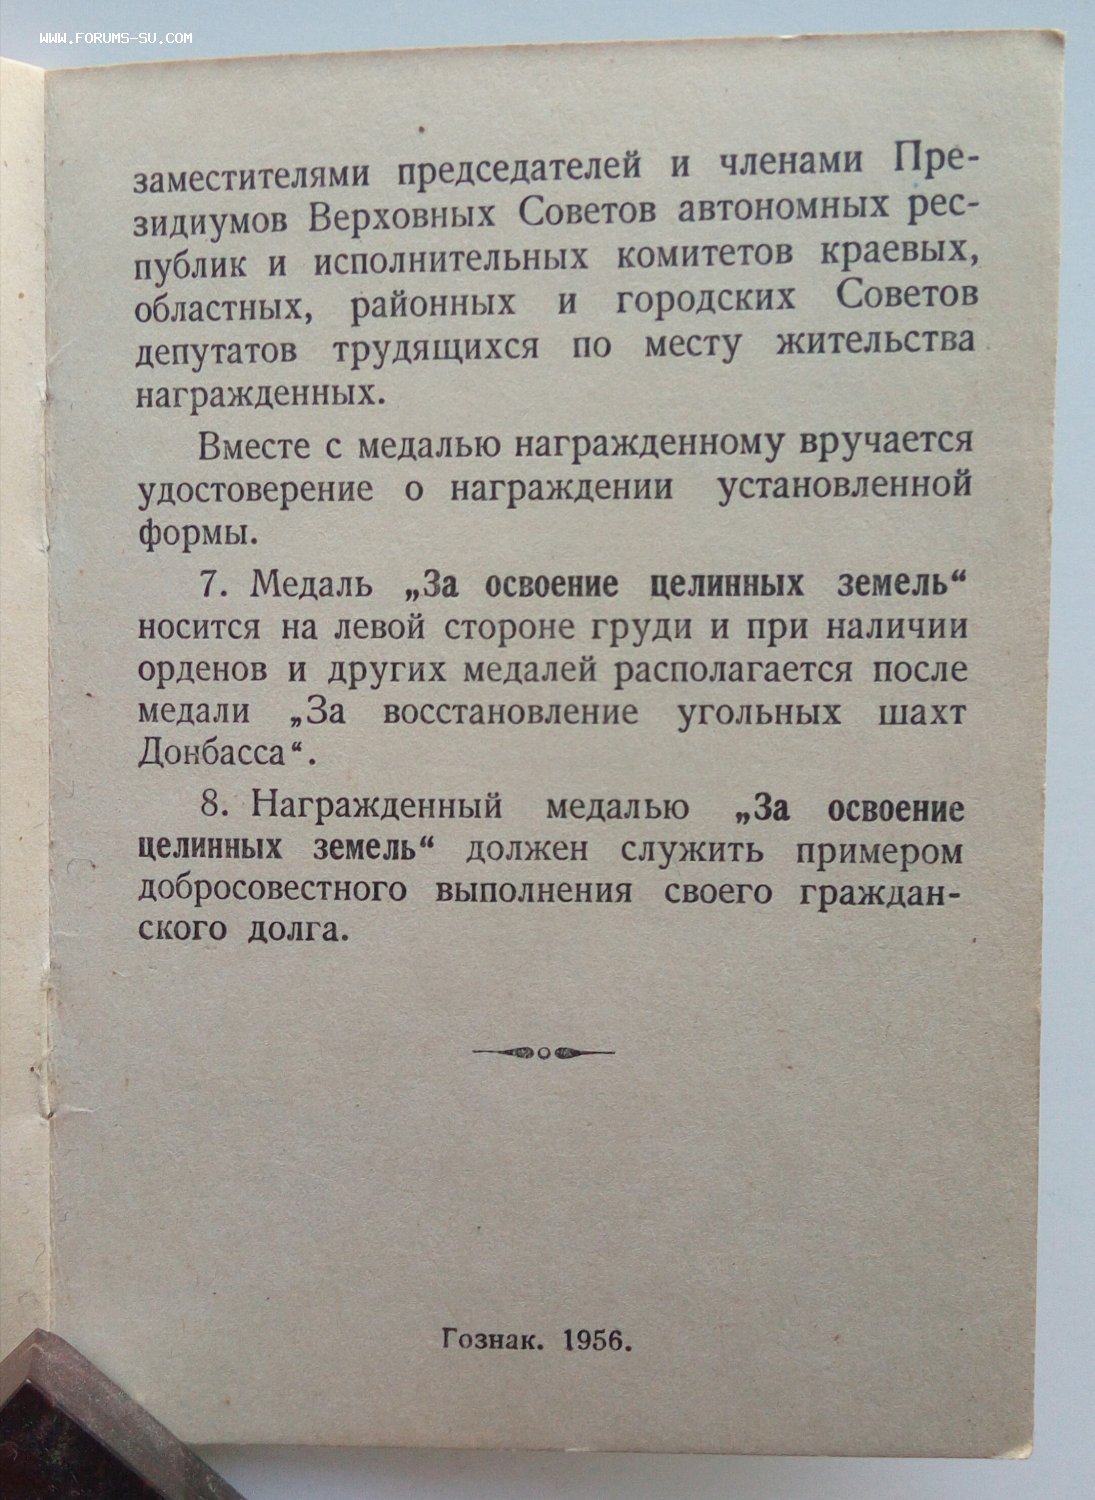 WWW.FORUMS-SU.COM
заместителями председателей и членами Пре-
зидиумов Верховных Советов автономных рес-
публик и исполнительных комитетов краевых,
областных, районных и городских Советов
депутатов трудящихся по месту жительства
награжденных.
Вместе с медалью награжденному вручается
удостоверение о награждении установленной
формы.
7. Медаль „За освоение целинных земель“
носится на левой стороне груди и при наличии
орденов и других медалей располагается после
медали „За восстановление угольных шахт
Донбасса“.
8. Награжденный медалью „За освоение
целинных земель“ должен служить примером
добросовестного выполнения своего граждан-
ского долга.
Гознак. 1956.